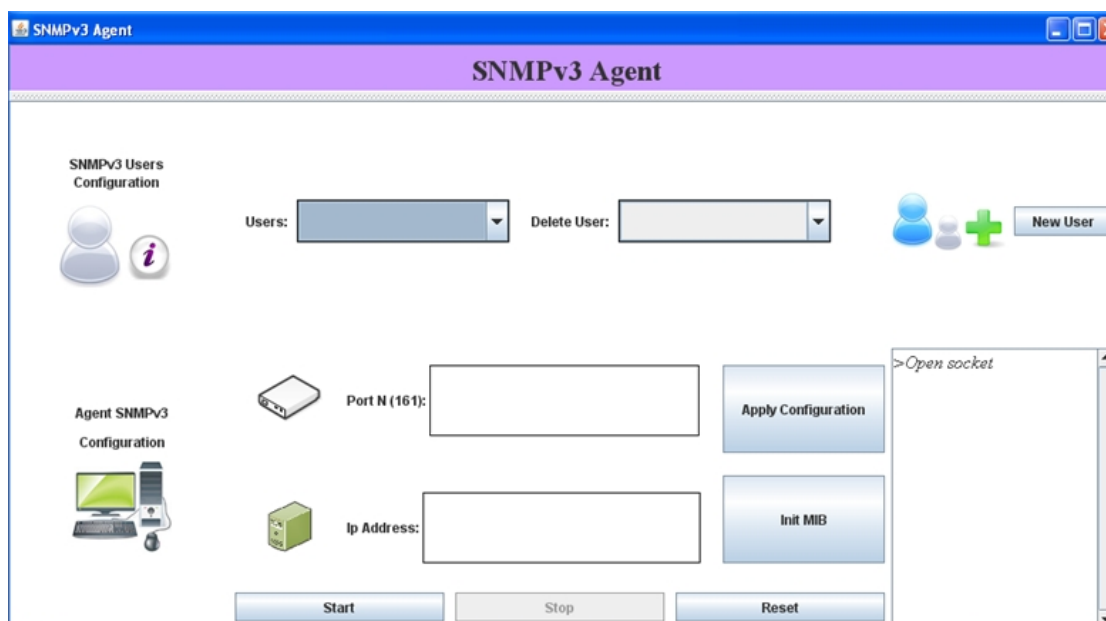 SNMPv3 Agent
SNMPv3 Agent
SNMPv3 Users
Configuration
Users:
Delete User:
New User
i
Agent SNMPv3
Configuration
Port N (161):
Apply Configuration
>Open socket
Ip Address:
Init MIB
Start
Stop
Reset